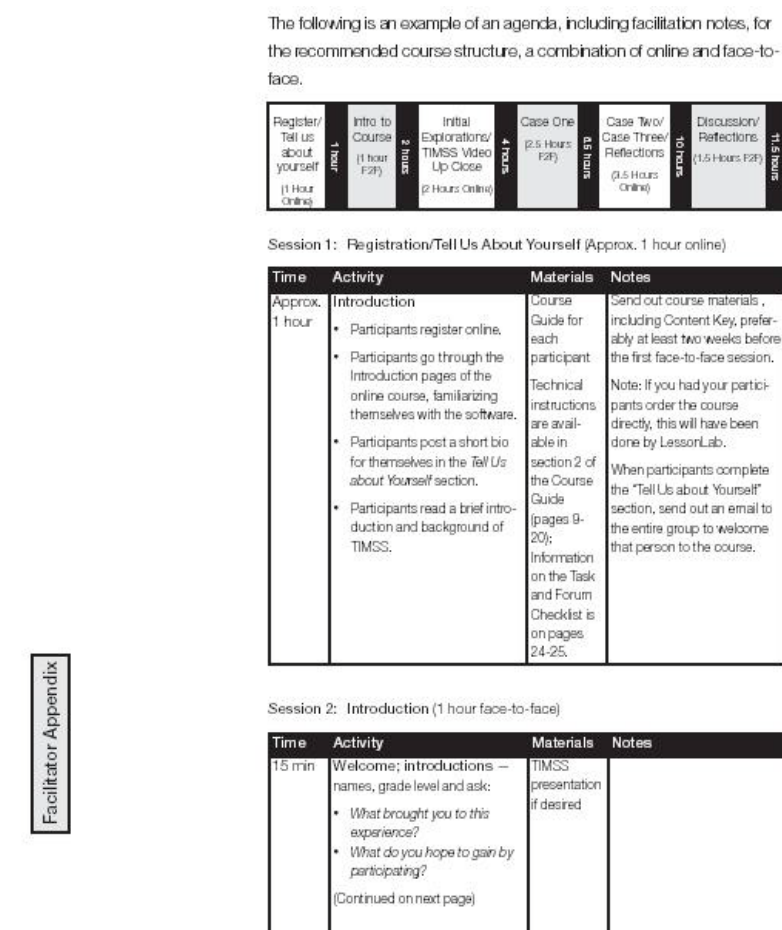 The following is an example of an agenda, including facilitation notes, for
the recommended course structure, a combination of online and face-to-
face.
Register/
Tell us
about
yourself
(1 Hour
Online)
1 hour
Intro to
Course
(1 hour
F2F)
2 hours
Initial
Explorations/
TIMSS Video
Up Close
(2 Hours Online)
4 hours
Case One
(2.5 Hours
F2F)
6.5 hours
Case Two/
Case Three/
Reflections
(3.5 Hours
Online)
10 hours
Discussion/
Reflections
(1.5 Hours F2F)
11.5 hours
Session 1: Registration/Tell Us About Yourself (Approx. 1 hour online)
Time Activity Materials Notes
Approx.
1 hour
Introduction
• Participants register online.
• Participants go through the
Introduction pages of the
online course, familiarizing
themselves with the software.
• Participants post a short bio
for themselves in the Tell Us
about Yourself section.
• Participants read a brief intro-
duction and background of
TIMSS.
Course
Guide for
each
participant
Technical
instructions
are avail-
able in
section 2 of
the Course
Guide
(pages 9-
20);
Information
on the Task
and Forum
Checklist is
on pages
24-25.
Send out course materials ,
including Content Key, prefer-
ably at least two weeks before
the first face-to-face session.
Note: If you had your partici-
pants order the course
directly, this will have been
done by LessonLab.
When participants complete
the "Tell Us about Yourself"
section, send out an email to
the entire group to welcome
that person to the course.
Facilitator Appendix
Session 2: Introduction (1 hour face-to-face)
Time Activity Materials Notes
15 min
Welcome; introductions —
names, grade level and ask:
• What brought you to this
experience?
• What do you hope to gain by
participating?
(Continued on next page)
TIMSS
presentation
if desired